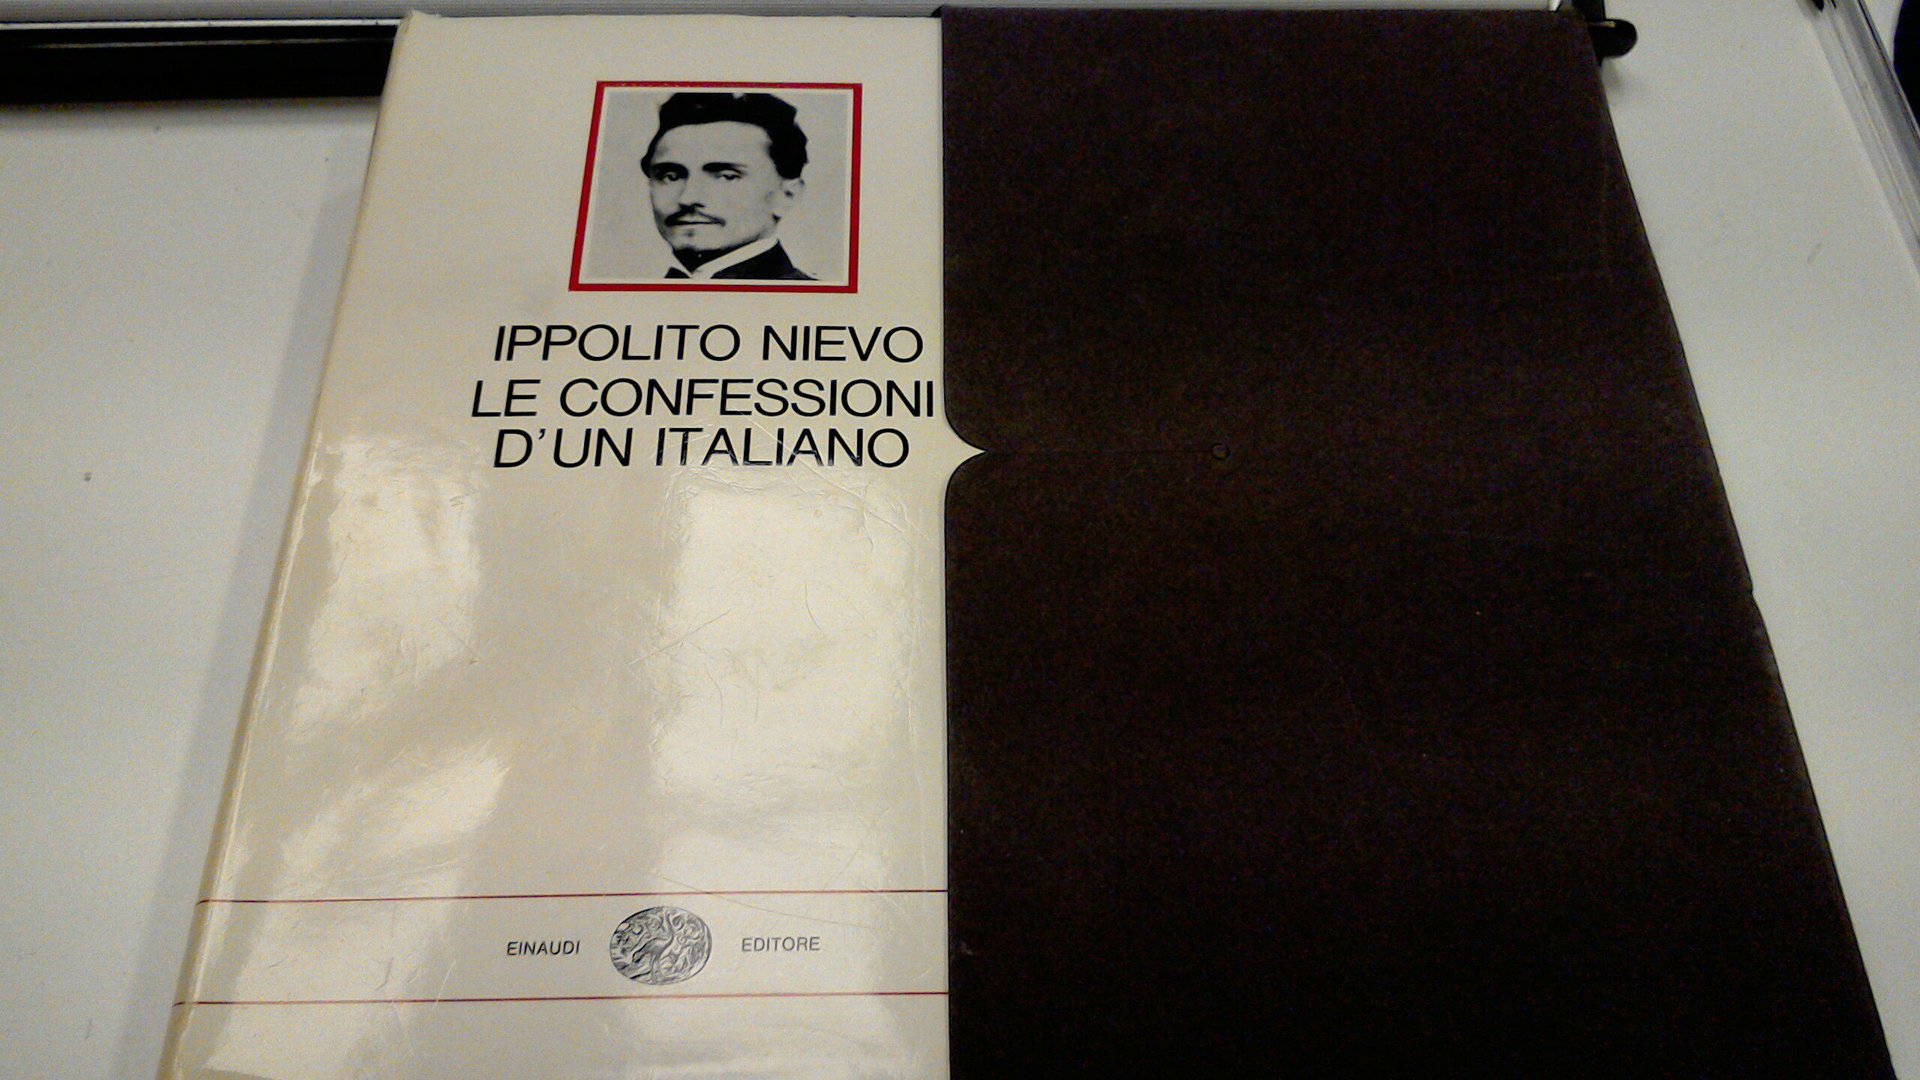 IPPOLITO NIEVO
LE CONFESSIONI
D'UN ITALIANO
EINAUDI EDITORE